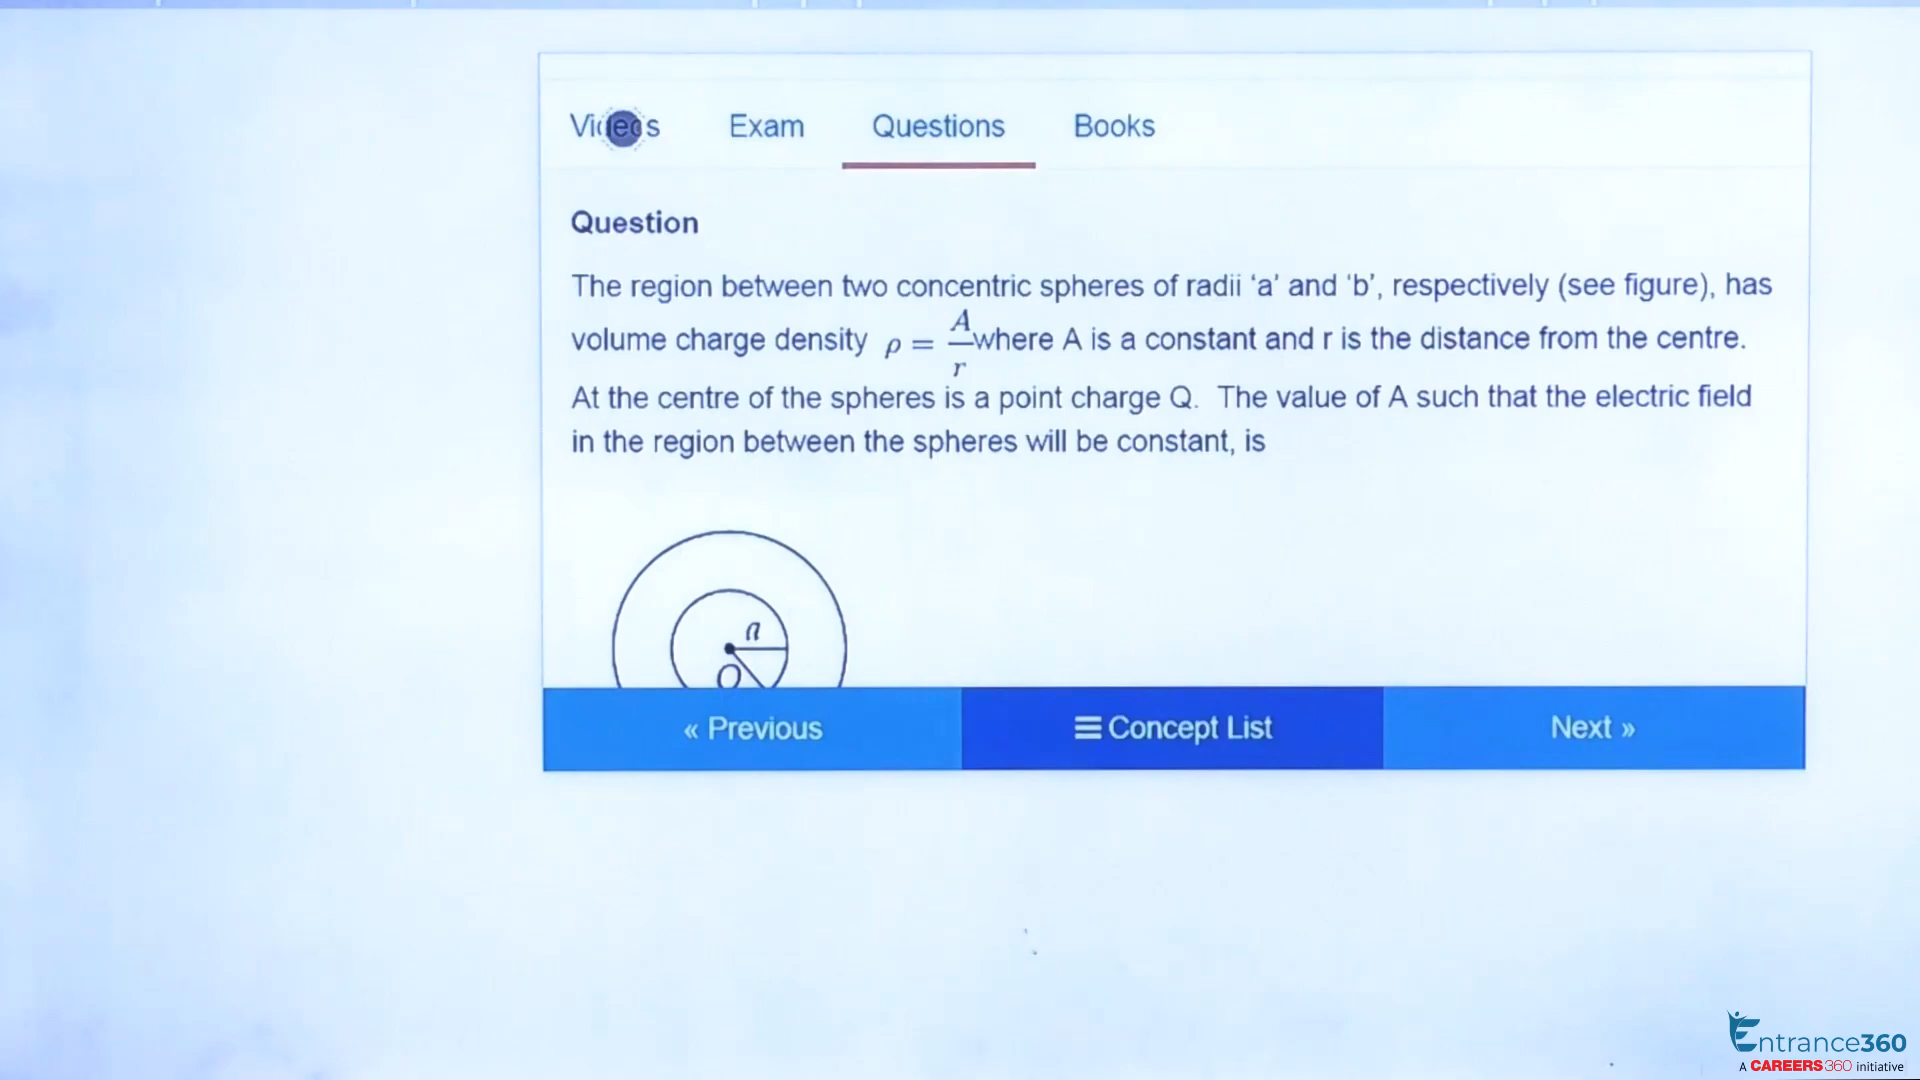 Videos Exam Questions Books
Question
The region between two concentric spheres of radii ‘a’ and ‘b’, respectively (see figure), has
volume charge density ρ = A/r where A is a constant and r is the distance from the centre.
At the centre of the spheres is a point charge Q. The value of A such that the electric field
in the region between the spheres will be constant, is
a
O
« Previous ☰ Concept List Next »
Entrance360
A CAREERS360 initiative